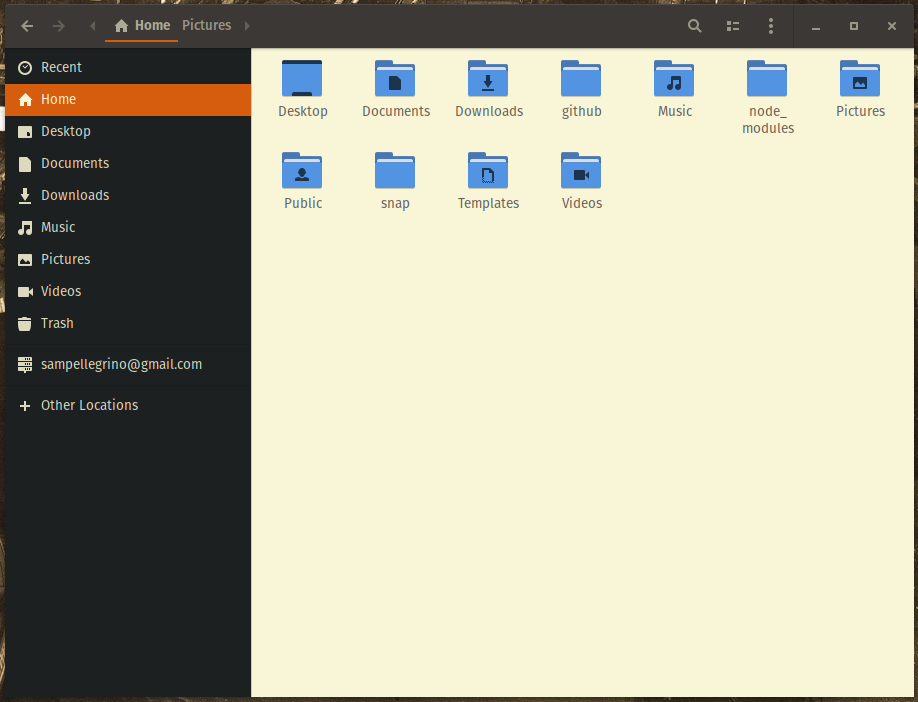 Home Pictures
Recent
Home
Desktop
Documents
Downloads
Music
Pictures
Videos
Trash
sampellegrino@gmail.com
Other Locations
Desktop Documents Downloads github Music node_ Pictures
modules
Public snap Templates Videos